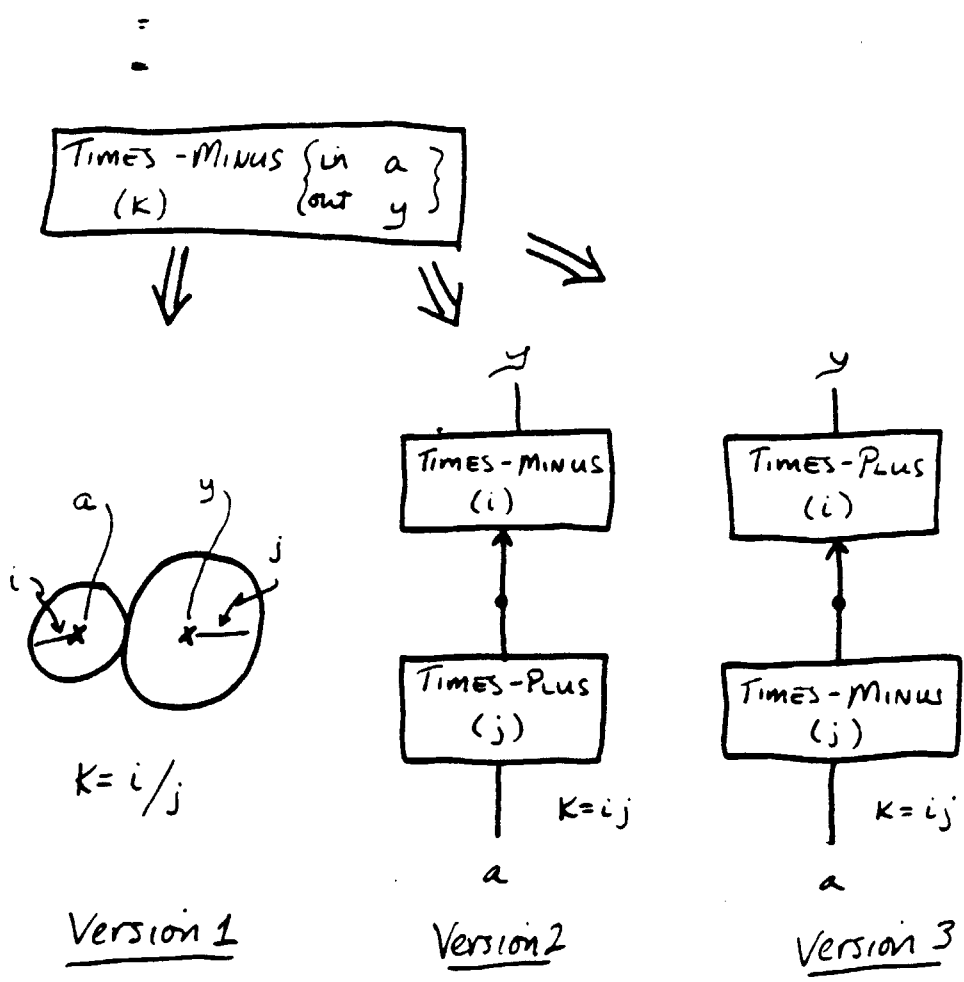 TIMES-MINUS {in a}
(K) {out y}
a
y
i
j
K = i/j
Version 1
y
TIMES-MINUS
(i)
TIMES-PLUS
(j)
K=ij
a
Version 2
y
TIMES-PLUS
(i)
TIMES-MINUS
(j)
K=ij
a
Version 3